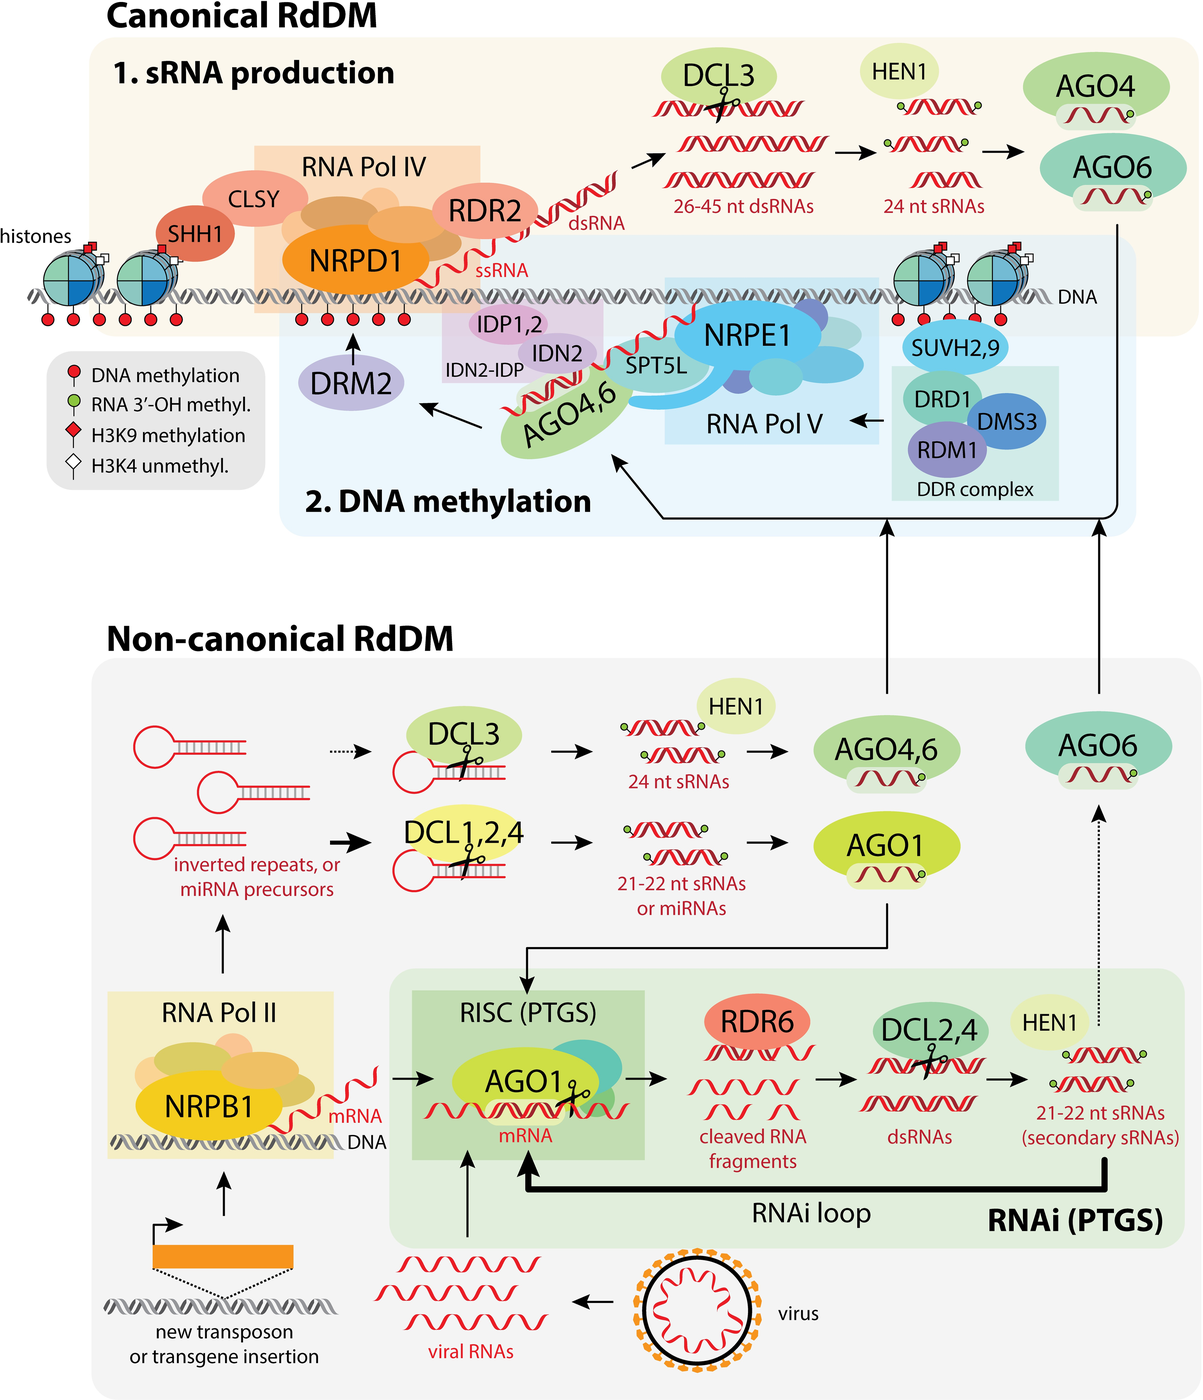 Canonical RdDM
1. sRNA production
DCL3
HEN1
AGO4
AGO6
RNA Pol IV
CLSY
RDR2
SHH1
NRPD1
histones
dsRNA
ssRNA
26-45 nt dsRNAs
24 nt sRNAs
DNA
IDP1,2
IDN2
IDN2-IDP
NRPE1
SPT5L
AGO4,6
RNA Pol V
SUVH2,9
DRD1
DMS3
RDM1
DDR complex
DRM2
2. DNA methylation
DNA methylation
RNA 3′-OH methyl.
H3K9 methylation
H3K4 unmethyl.
Non-canonical RdDM
DCL3
HEN1
24 nt sRNAs
AGO4,6
AGO6
DCL1,2,4
AGO1
inverted repeats, or
miRNA precursors
21-22 nt sRNAs
or miRNAs
RNA Pol II
NRPB1
mRNA
DNA
RISC (PTGS)
AGO1
mRNA
RDR6
cleaved RNA
fragments
DCL2,4
dsRNAs
HEN1
21-22 nt sRNAs
(secondary sRNAs)
RNAi loop
RNAi (PTGS)
new transposon
or transgene insertion
viral RNAs
virus